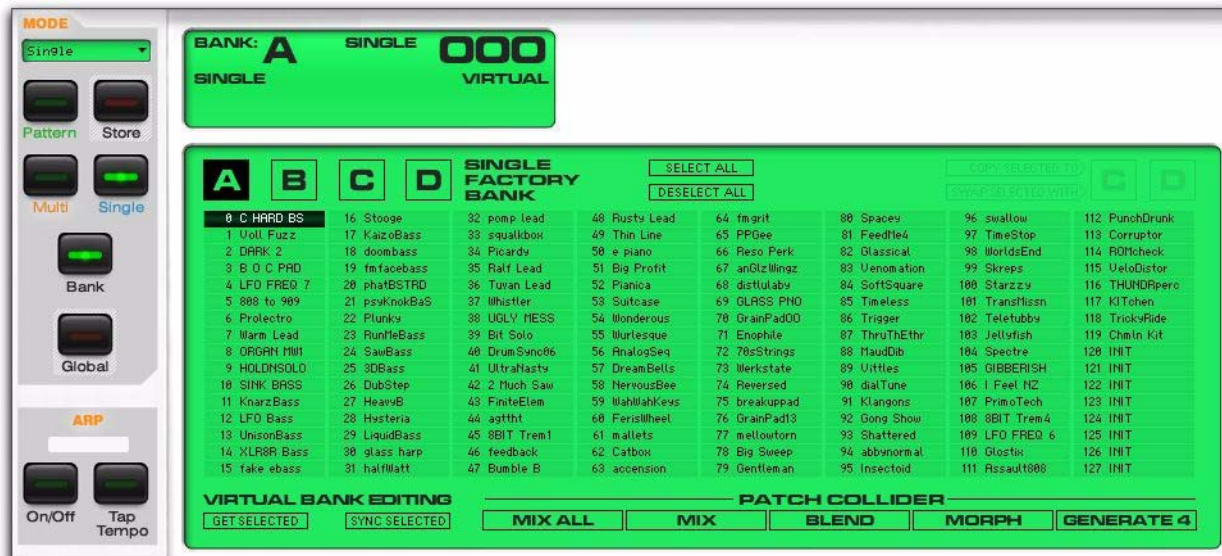 MODE
Single
Pattern Store
Multi Single
Bank
Global
ARP
On/Off Tap Tempo
BANK: A SINGLE 000
SINGLE VIRTUAL
A B C D SINGLE FACTORY BANK
SELECT ALL
DESELECT ALL
COPY SELECTED TO
SWAP SELECTED WITH
C D
0 C HARD BS 16 Stooge 32 pomp lead 48 Rusty Lead 64 fmgrit 80 Spacey 96 swallow 112 PunchDrunk
1 Voll Fuzz 17 KaizoBass 33 squalkbox 49 Thin Line 65 PPGee 81 FeedMe4 97 TimeStop 113 Corruptor
2 DARK 2 18 doombass 34 Picardy 50 e piano 66 Reso Perk 82 Glassical 98 WorldsEnd 114 ROMcheck
3 B O C PAD 19 fmfacebass 35 Ralf Lead 51 Big Profit 67 anGlzWingz 83 Venomation 99 Skreps 115 VeloDistor
4 LFO FREQ 7 20 phatBSTRD 36 Tuvan Lead 52 Pianica 68 distlulaby 84 SoftSquare 100 Starzzy 116 THUNDRperc
5 808 to 909 21 psyKnokBaS 37 Whistler 53 Suitcase 69 GLASS PNO 85 Timeless 101 TransMissn 117 KITchen
6 Prolectro 22 Plunky 38 UGLY MESS 54 Wonderous 70 GrainPad00 86 Trigger 102 Teletubby 118 TrickyRide
7 Warm Lead 23 RunMeBass 39 Bit Solo 55 Wurlesque 71 Enophile 87 ThruThEthr 103 Jellyfish 119 Chmln Kit
8 ORGAN MW1 24 SawBass 40 DrumSync06 56 AnalogSeq 72 70sStrings 88 MaudDib 104 Spectre 120 INIT
9 HOLDNSOLO 25 3DBass 41 UltraNasty 57 DreamBells 73 Werkstate 89 Vittles 105 GIBBERISH 121 INIT
10 SINK BASS 26 DubStep 42 2 Much Saw 58 NervousBee 74 Reversed 90 dialTune 106 I Feel NZ 122 INIT
11 KnarzBass 27 HeavyB 43 FiniteElem 59 WahWahKeys 75 breakuppad 91 Klangons 107 PrimoTech 123 INIT
12 LFO Bass 28 Hysteria 44 agttht 60 FerisWheel 76 GrainPad13 92 Gong Show 108 8BIT Trem4 124 INIT
13 UnisonBass 29 LiquidBass 45 8BIT Trem1 61 mallets 77 mellowtorn 93 Shattered 109 LFO FREQ 6 125 INIT
14 XLR8R Bass 30 glass harp 46 feedback 62 Catbox 78 Big Sweep 94 abbynormal 110 Glostix 126 INIT
15 fake ebass 31 halfWatt 47 Bumble B 63 accension 79 Gentleman 95 Insectoid 111 Assault808 127 INIT
VIRTUAL BANK EDITING PATCH COLLIDER
GET SELECTED SYNC SELECTED MIX ALL MIX BLEND MORPH GENERATE 4